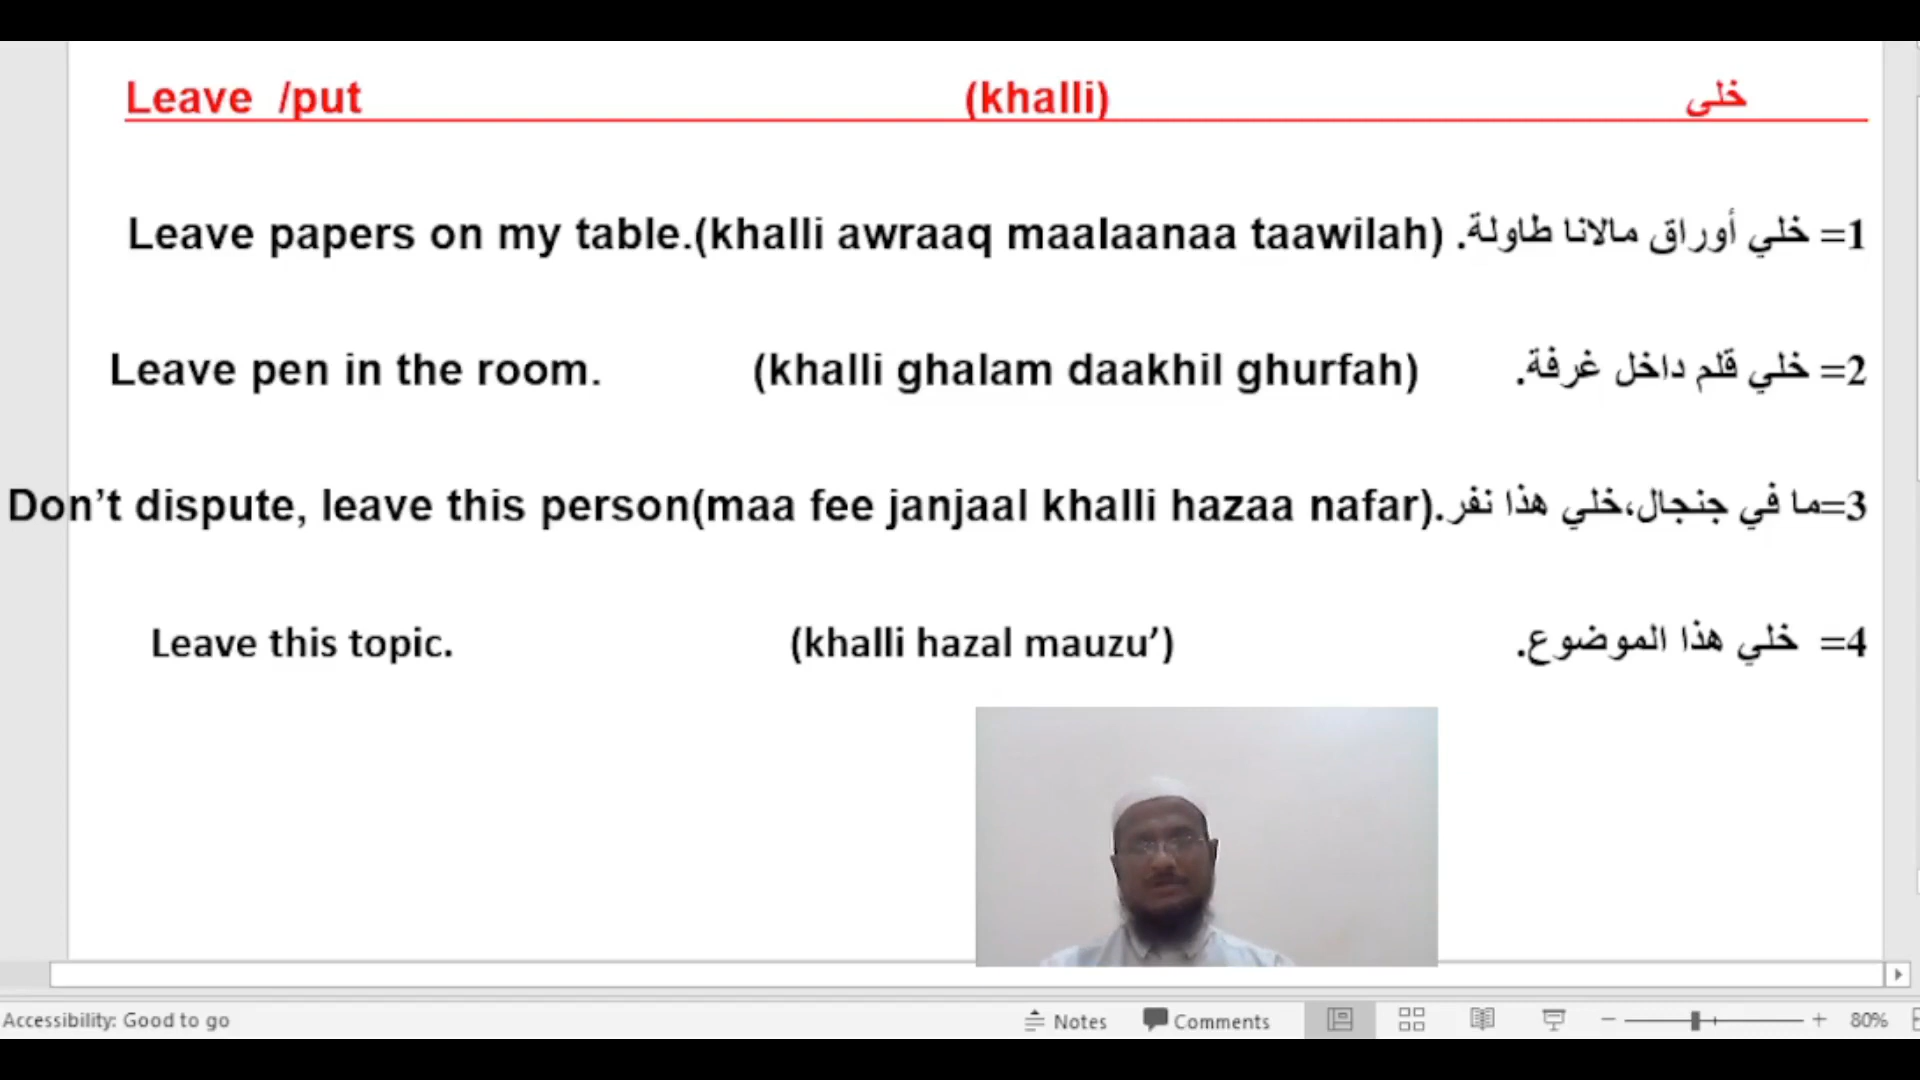 Leave /put (khalli) خلى
Leave papers on my table.(khalli awraaq maalaanaa taawilah) 1= خلي أوراق مالانا طاولة.
Leave pen in the room. (khalli ghalam daakhil ghurfah) 2= خلي قلم داخل غرفة.
Don’t dispute, leave this person(maa fee janjaal khalli hazaa nafar). 3=ما في جنجال،خلي هذا نفر.
Leave this topic. (khalli hazal mauzu’) 4= خلي هذا الموضوع.
Accessibility: Good to go Notes Comments 80%